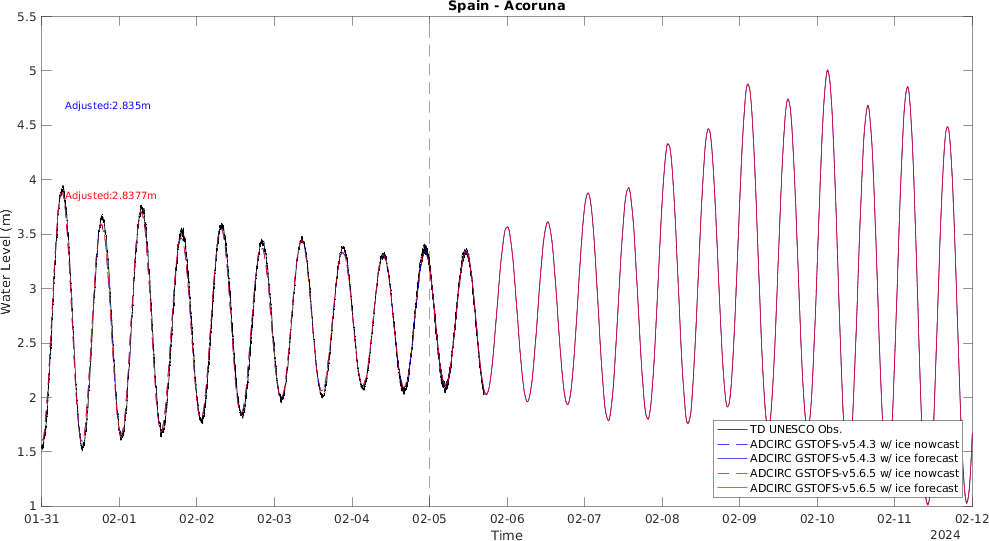 Spain - Acoruna
5.5
5
4.5
4
3.5
3
2.5
2
1.5
1
Water Level (m)
Adjusted:2.835m
Adjusted:2.8377m
TD UNESCO Obs.
ADCIRC GSTOFS-v5.4.3 w/ ice nowcast
ADCIRC GSTOFS-v5.4.3 w/ ice forecast
ADCIRC GSTOFS-v5.6.5 w/ ice nowcast
ADCIRC GSTOFS-v5.6.5 w/ ice forecast
01-31 02-01 02-02 02-03 02-04 02-05 02-06 02-07 02-08 02-09 02-10 02-11 02-12
Time
2024